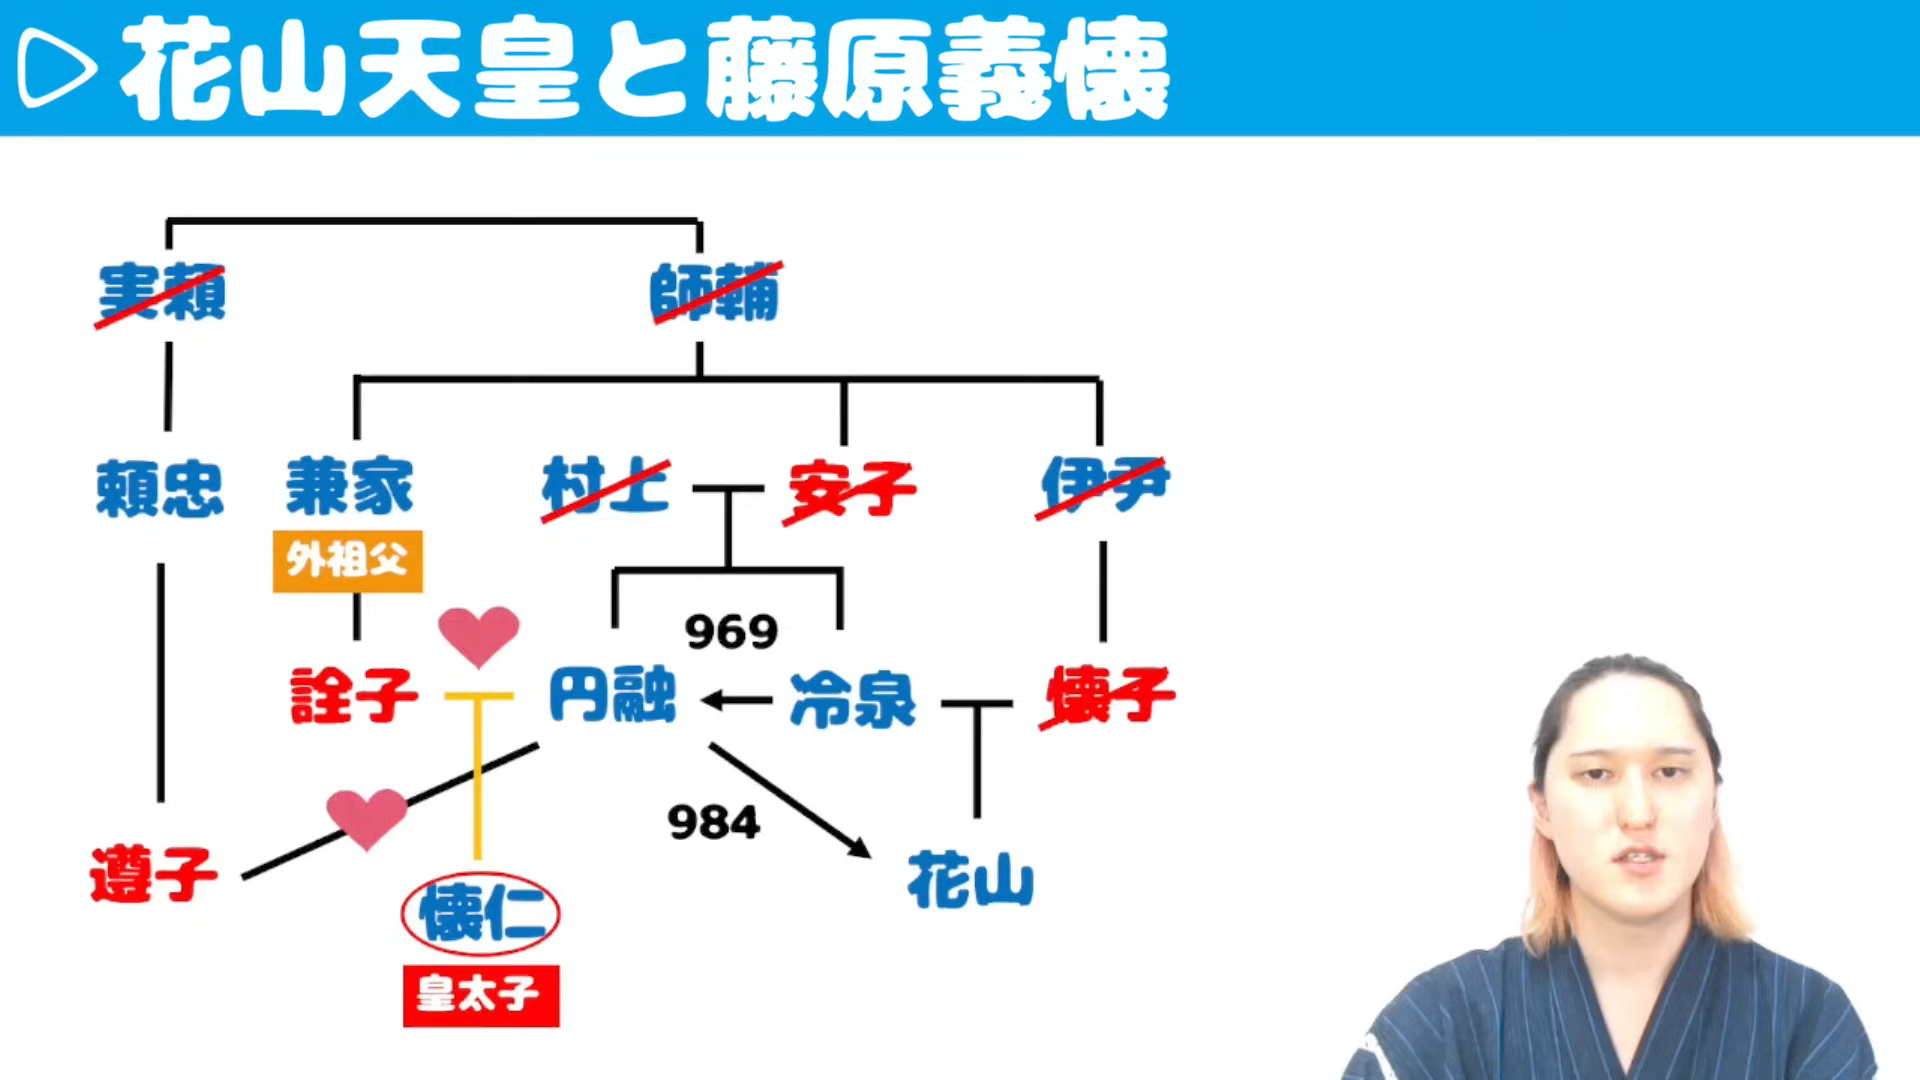 花山天皇と藤原義懐
実頼 師輔
頼忠 兼家 村上 安子 伊尹
外祖父
969
詮子 円融 冷泉 懐子
984
遵子 花山
懐仁
皇太子